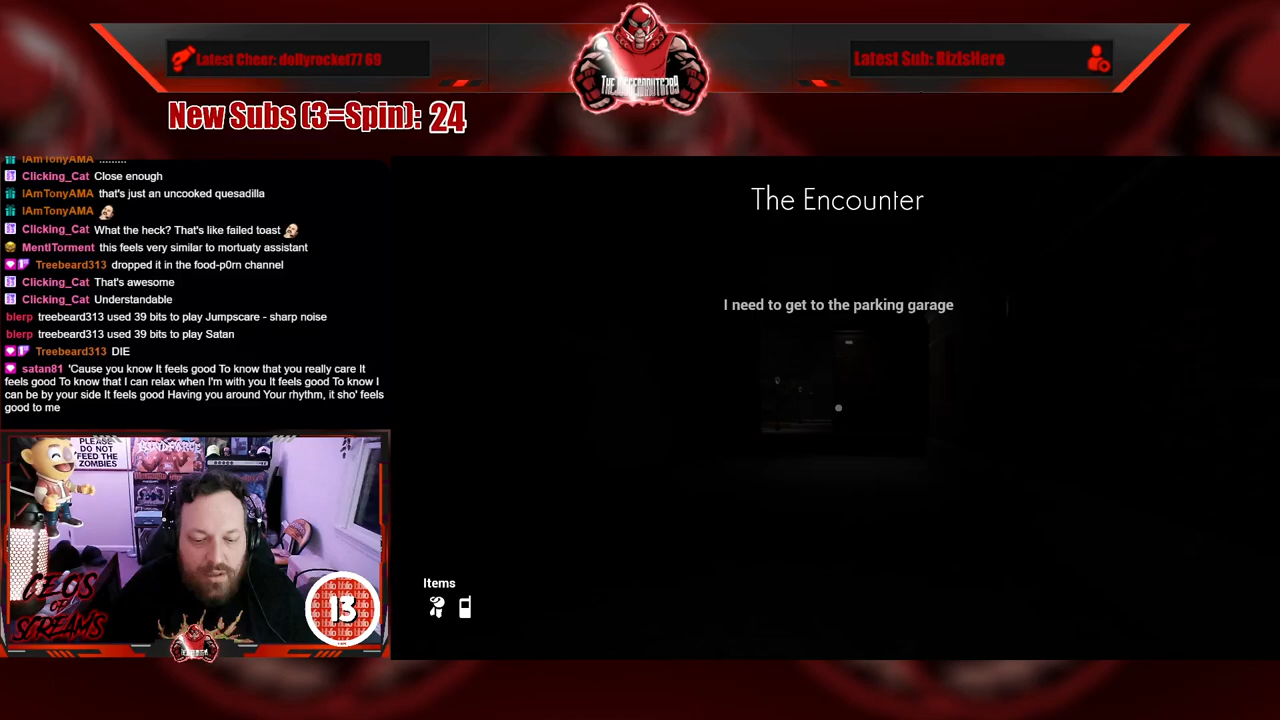 Latest Cheer: dollyrocket77 69
THEJUGGERNAUT6789
Latest Sub: RizIsHere
New Subs (3=Spin): 24
IAmTonyAMA .........
Clicking_Cat Close enough
IAmTonyAMA that's just an uncooked quesadilla
IAmTonyAMA
Clicking_Cat What the heck? That's like failed toast
MentlTorment this feels very similar to mortuaty assistant
Treebeard313 dropped it in the food-p0rn channel
Clicking_Cat That's awesome
Clicking_Cat Understandable
blerp treebeard313 used 39 bits to play Jumpscare - sharp noise
blerp treebeard313 used 39 bits to play Satan
Treebeard313 DIE
satan81 'Cause you know It feels good To know that you really care It
feels good To know that I can relax when I'm with you It feels good To know I
can be by your side It feels good Having you around Your rhythm, it sho' feels
good to me
The Encounter
I need to get to the parking garage
PLEASE
DO NOT
FEED THE
ZOMBIES
CEO'S
OF
SCREAMS
13
Items